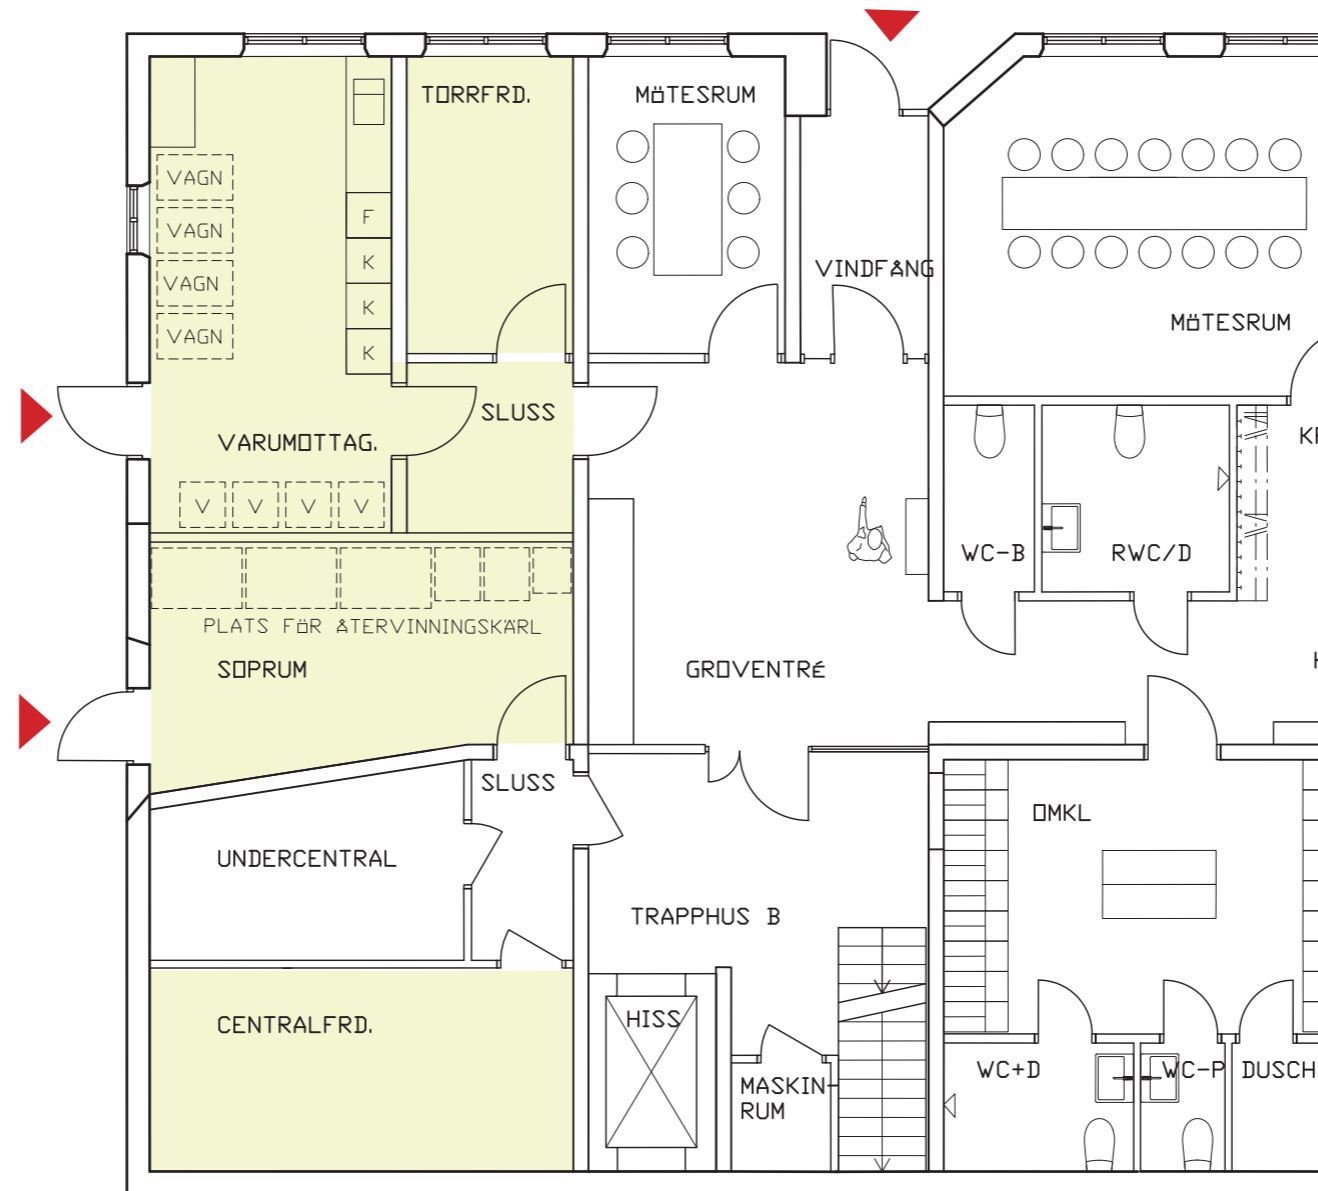 TORRFRD.
MÖTESRUM
VAGN
VAGN
VAGN
VAGN
F
K
K
K
VINDFÅNG
MÖTESRUM
SLUSS
VARUMOTTAG.
V V V V
WC-B
RWC/D
PLATS FÖR ÅTERVINNINGSKÄRL
SOPRUM
GROVENTRÉ
SLUSS
OMKL
UNDERCENTRAL
TRAPPHUS B
CENTRALFRD.
HISS
MASKIN-
RUM
WC+D
WC-P
DUSCH